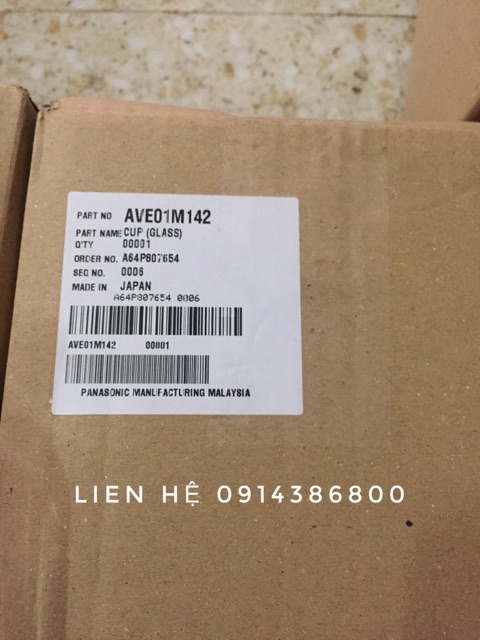 PART NO AVE01M142
PART NAME CUP (GLASS)
Q'TY 00001
ORDER NO. A64P807654
SEQ NO. 0006
MADE IN JAPAN
A64P807654 0006
AVE01M142 00001
PANASONIC MANUFACTURING MALAYSIA
LIEN HỆ 0914386800